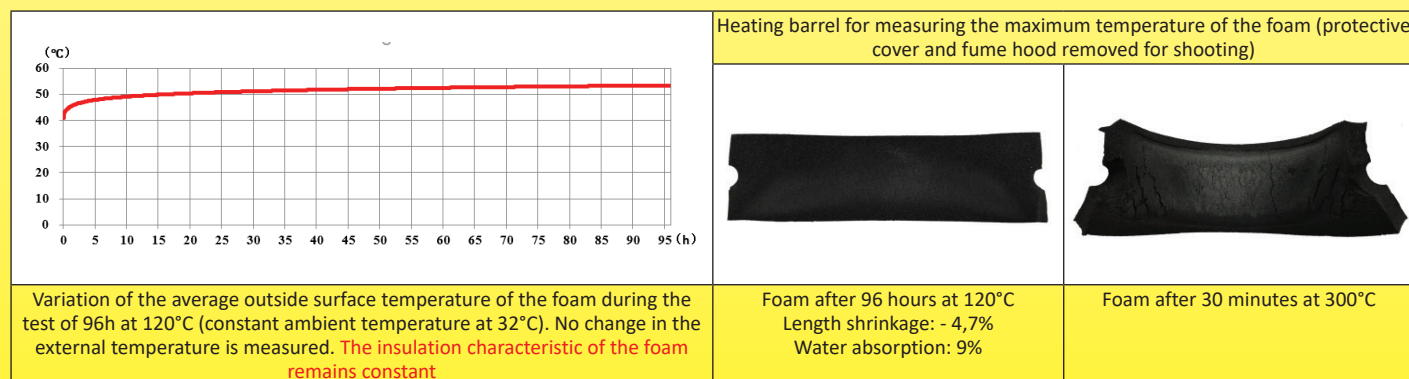 Heating barrel for measuring the maximum temperature of the foam (protective
cover and fume hood removed for shooting)
(℃)
60
50
40
30
20
10
0
0 5 10 15 20 25 30 35 40 45 50 55 60 65 70 75 80 85 90 95 (h)
Variation of the average outside surface temperature of the foam during the
test of 96h at 120°C (constant ambient temperature at 32°C). No change in the
external temperature is measured. The insulation characteristic of the foam
remains constant
Foam after 96 hours at 120°C
Length shrinkage: - 4,7%
Water absorption: 9%
Foam after 30 minutes at 300°C